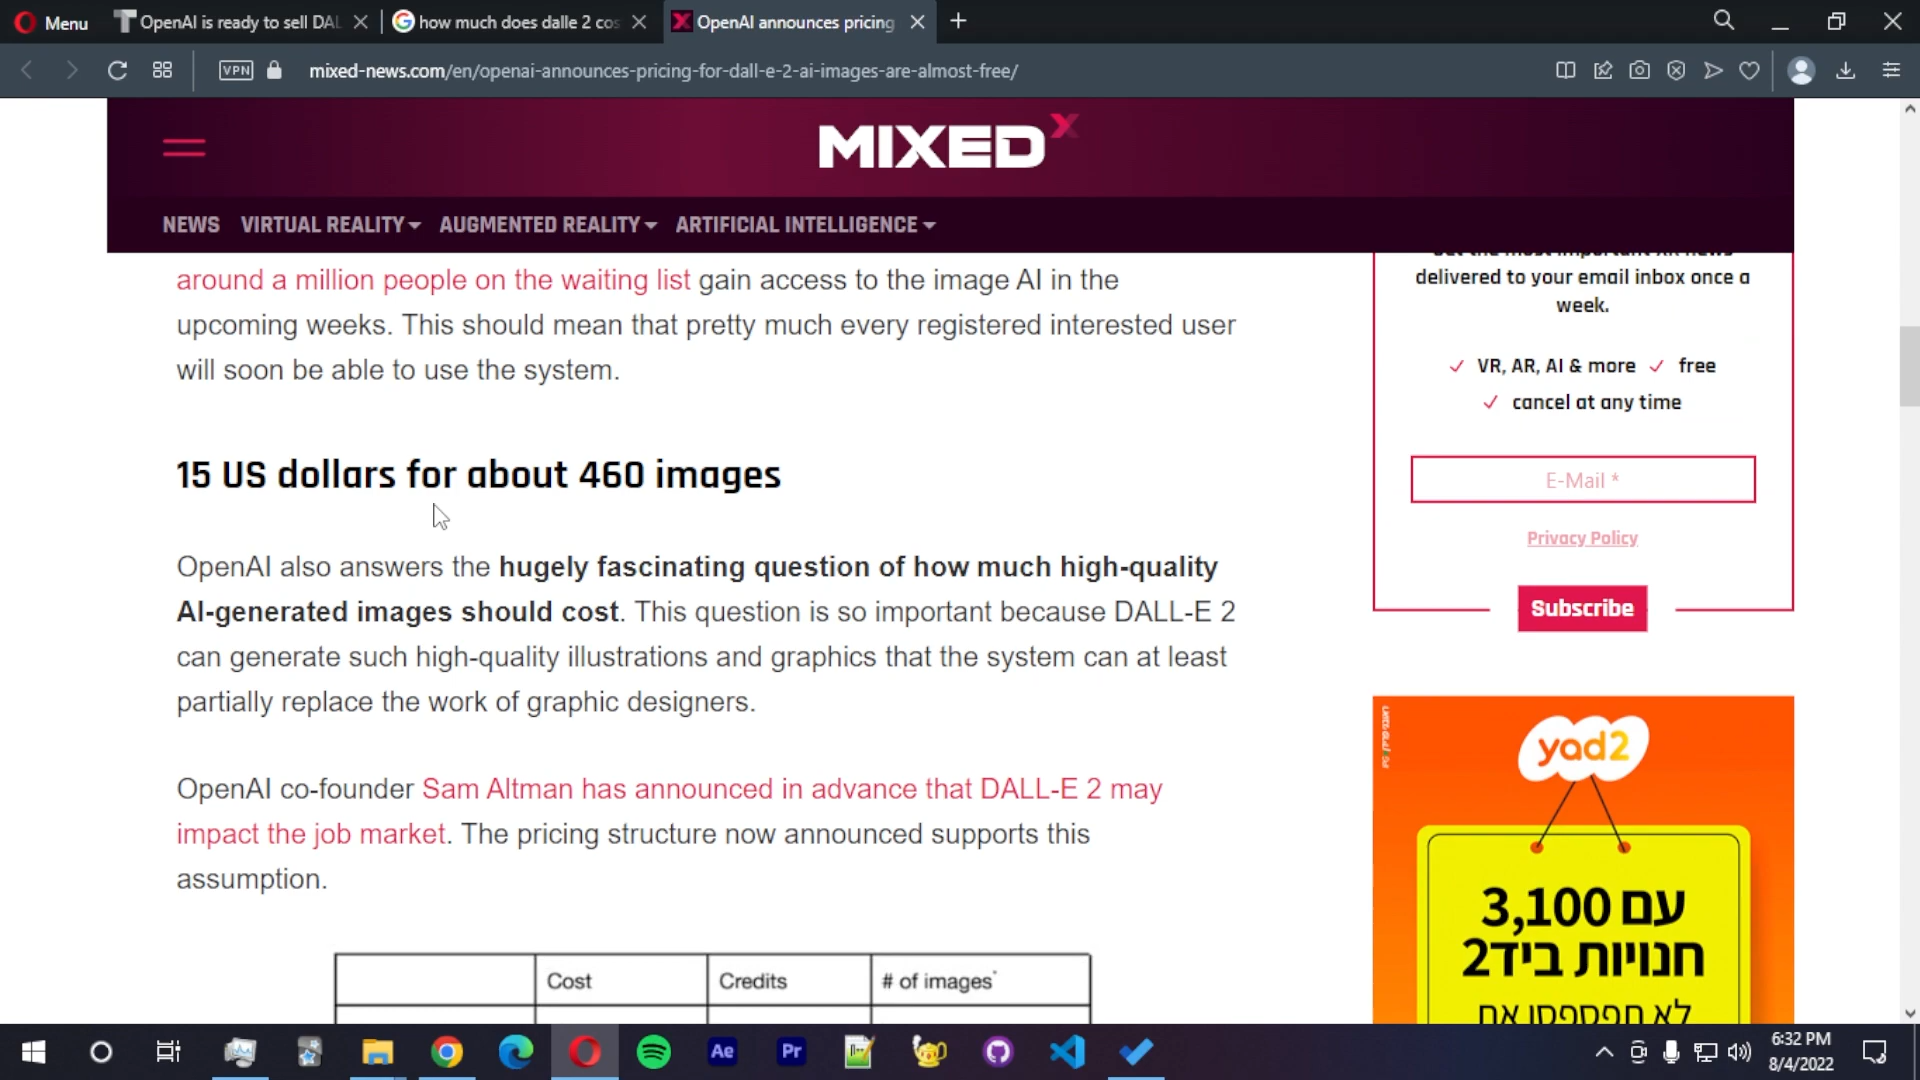 Menu
OpenAI is ready to sell DAL
how much does dalle 2 cos
OpenAI announces pricing
VPN
mixed-news.com/en/openai-announces-pricing-for-dall-e-2-ai-images-are-almost-free/
MIXED
NEWS VIRTUAL REALITY AUGMENTED REALITY ARTIFICIAL INTELLIGENCE
around a million people on the waiting list gain access to the image AI in the
upcoming weeks. This should mean that pretty much every registered interested user
will soon be able to use the system.
15 US dollars for about 460 images
OpenAI also answers the hugely fascinating question of how much high-quality
AI-generated images should cost. This question is so important because DALL-E 2
can generate such high-quality illustrations and graphics that the system can at least
partially replace the work of graphic designers.
OpenAI co-founder Sam Altman has announced in advance that DALL-E 2 may
impact the job market. The pricing structure now announced supports this
assumption.
Cost Credits # of images*
delivered to your email inbox once a
week.
VR, AR, AI & more free
cancel at any time
E-Mail *
Privacy Policy
Subscribe
yad2
עם 3,100
חנויות ביד2
לא תפספסו את
Ae
Pr
6:32 PM
8/4/2022